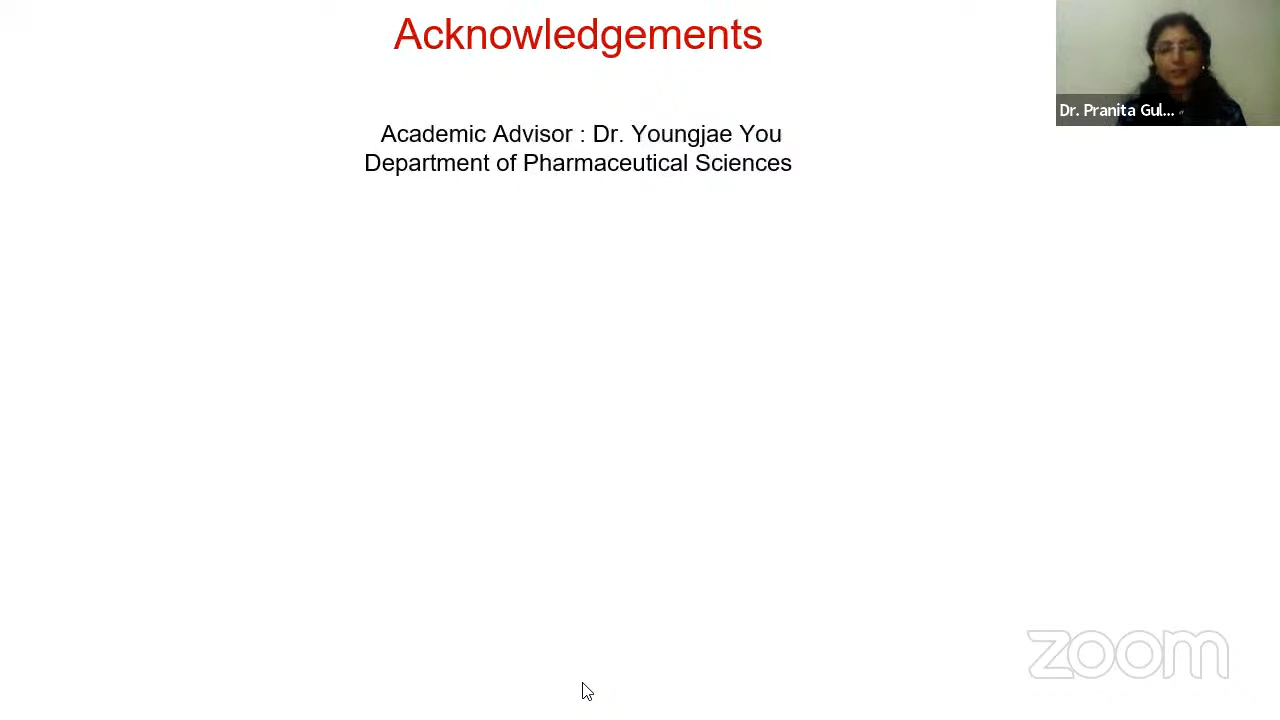 Acknowledgements
Dr. Pranita Gul...
Academic Advisor : Dr. Youngjae You
Department of Pharmaceutical Sciences
zoom